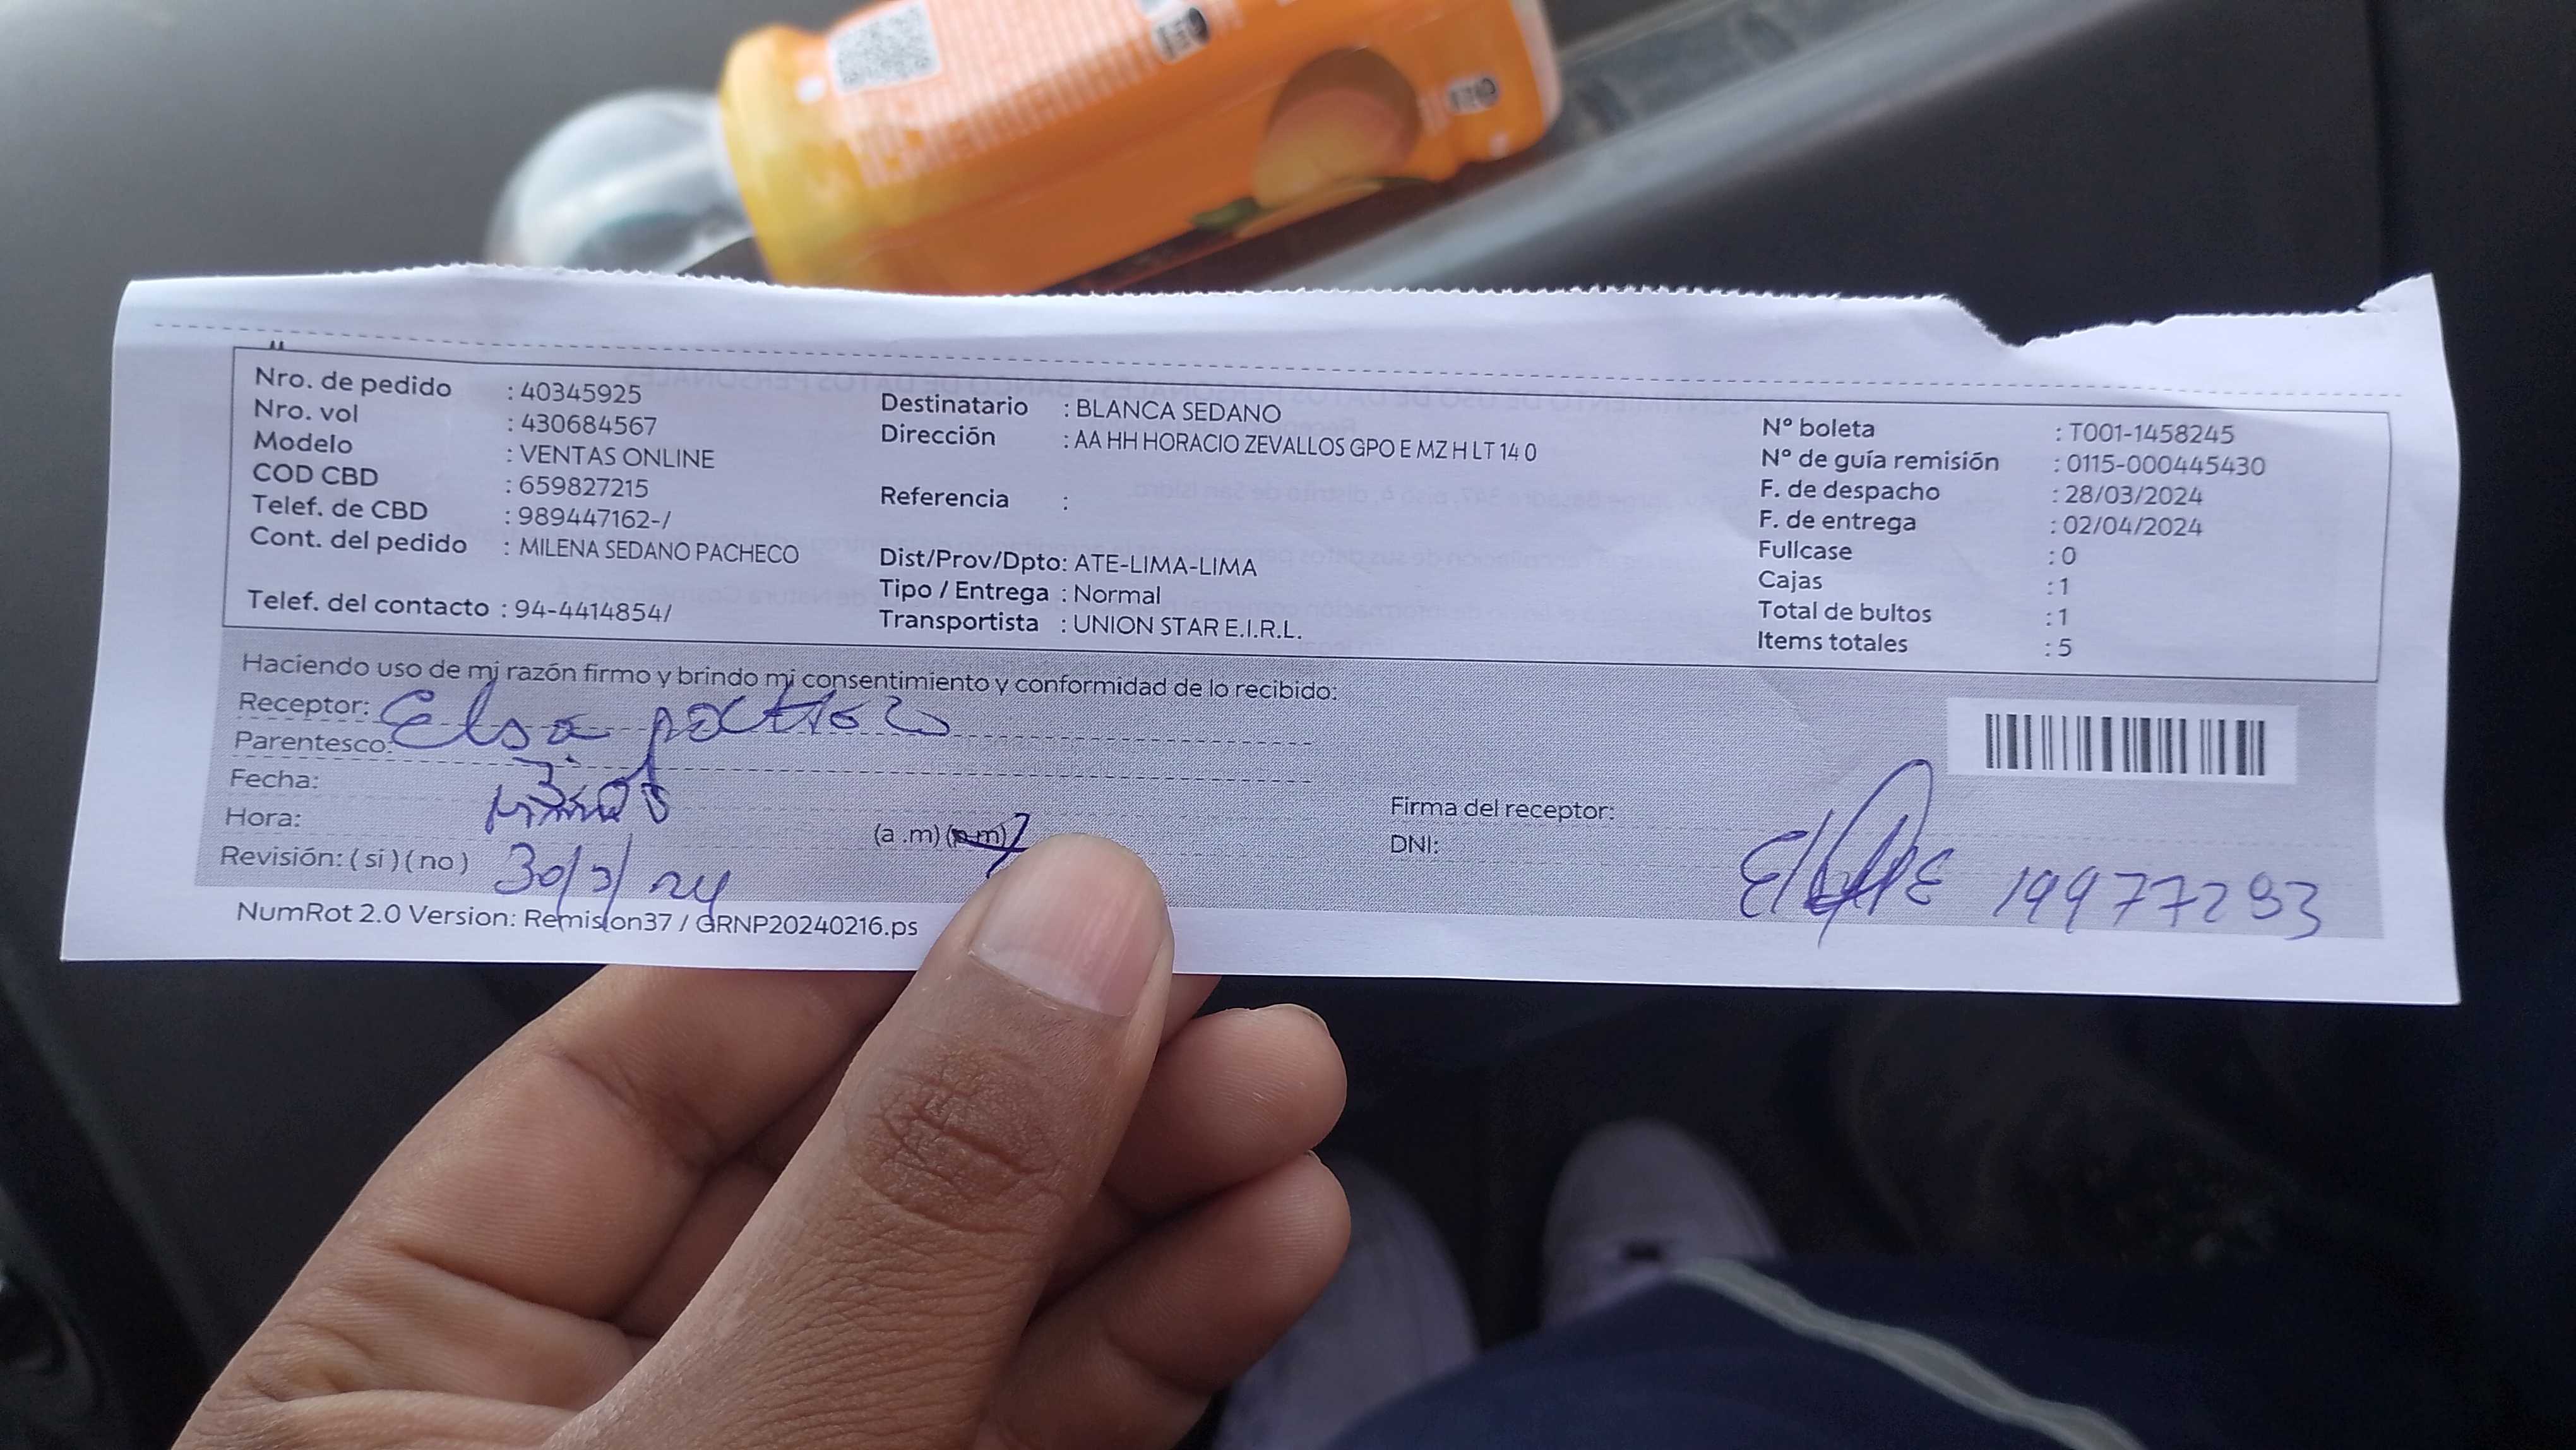 Nro. de pedido : 40345925
Nro. vol : 430684567
Modelo : VENTAS ONLINE
COD CBD : 659827215
Telef. de CBD : 989447162-/
Cont. del pedido : MILENA SEDANO PACHECO
Telef. del contacto : 94-4414854/
Destinatario : BLANCA SEDANO
Dirección : AA HH HORACIO ZEVALLOS GPO E MZ H LT 14 0
Referencia :
Dist/Prov/Dpto: ATE-LIMA-LIMA
Tipo / Entrega : Normal
Transportista : UNION STAR E.I.R.L.
N° boleta : T001-1458245
N° de guía remisión : 0115-000445430
F. de despacho : 28/03/2024
F. de entrega : 02/04/2024
Fullcase : 0
Cajas : 1
Total de bultos : 1
Items totales : 5
Haciendo uso de mi razón firmo y brindo mi consentimiento y conformidad de lo recibido:
Receptor: Elsa
Parentesco:
Fecha:
Hora: (a .m) (p.m)
Revisión: ( si ) ( no ) 30/3/24
Firma del receptor:
DNI: 19977293
NumRot 2.0 Version: Remision37 / GRNP20240216.ps